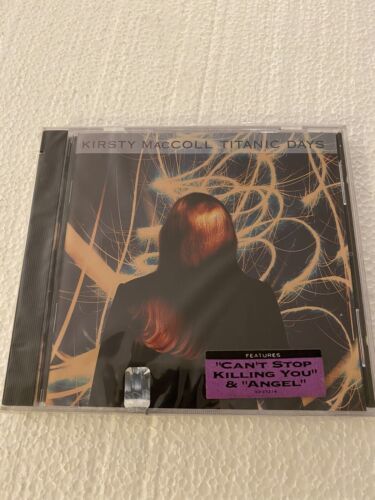 KIRSTY MACCOLL TITANIC DAYS
FEATURES
"CAN'T STOP
KILLING YOU"
& "ANGEL"